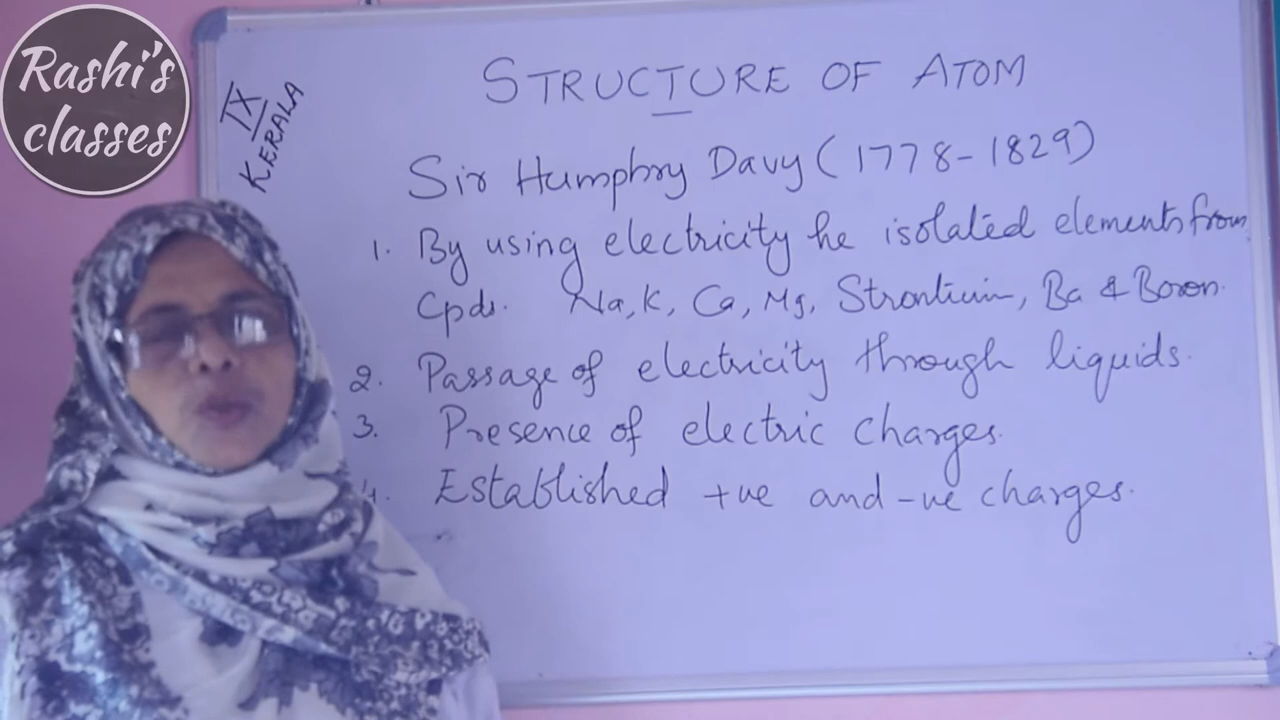 Rashi's
classes
IX
KERALA
STRUCTURE OF ATOM
Sir Humphry Davy (1778-1829)
1. By using electricity he isolated elements from
Cpds. Na, K, Ca, Mg, Strontium, Ba & Boron.
2. Passage of electricity through liquids.
3. Presence of electric charges.
4. Established +ve and -ve charges.